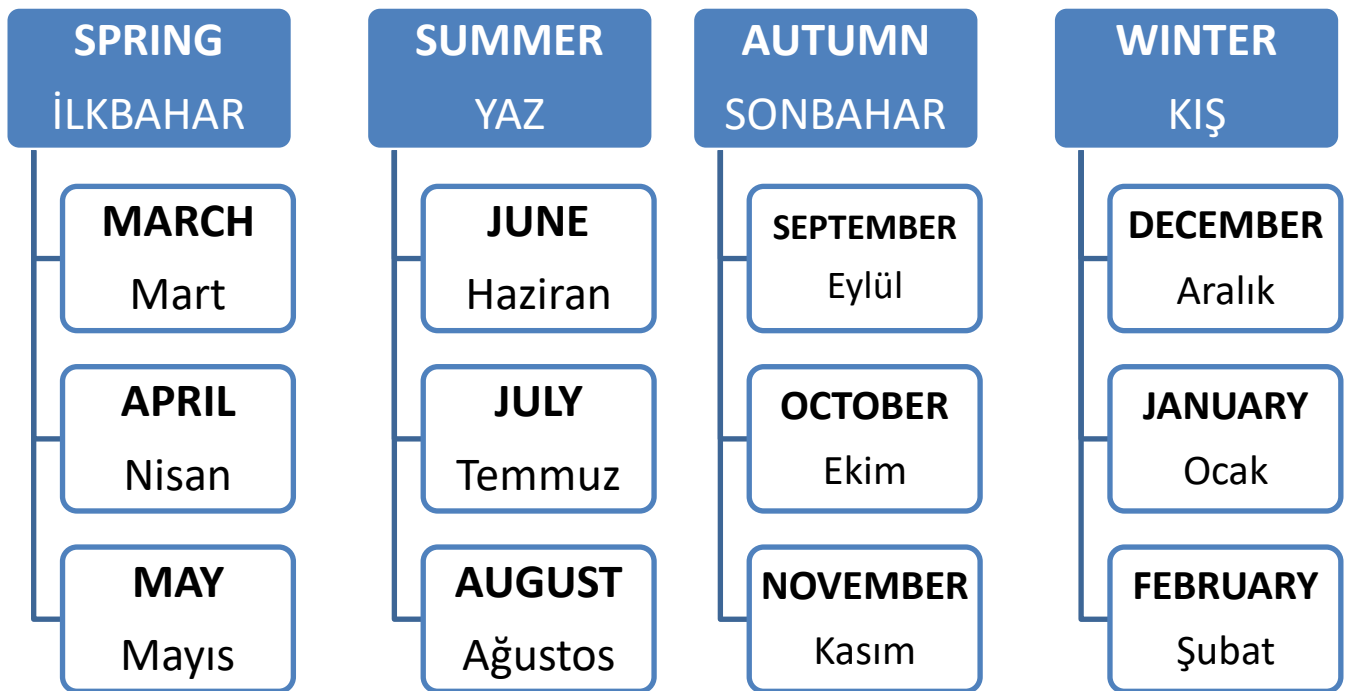 SPRING
İLKBAHAR
MARCH
Mart
APRIL
Nisan
MAY
Mayıs
SUMMER
YAZ
JUNE
Haziran
JULY
Temmuz
AUGUST
Ağustos
AUTUMN
SONBAHAR
SEPTEMBER
Eylül
OCTOBER
Ekim
NOVEMBER
Kasım
WINTER
KIŞ
DECEMBER
Aralık
JANUARY
Ocak
FEBRUARY
Şubat